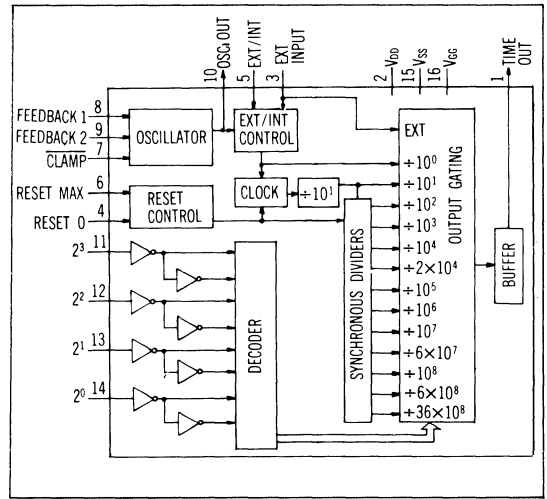 10 OSC. OUT
5 EXT/INT
3 EXT INPUT
2 VDD
15 VSS
16 VGG
1 TIME OUT
FEEDBACK 1 8
FEEDBACK 2 9
CLAMP 7
OSCILLATOR
EXT/INT CONTROL
EXT
RESET MAX 6
RESET 0 4
RESET CONTROL
CLOCK
÷10¹
÷10⁰
÷10¹
÷10²
÷10³
÷10⁴
÷2×10⁴
÷10⁵
÷10⁶
÷10⁷
÷6×10⁷
÷10⁸
÷6×10⁸
÷36×10⁸
OUTPUT GATING
SYNCHRONOUS DIVIDERS
BUFFER
2³ 11
2² 12
2¹ 13
2⁰ 14
DECODER